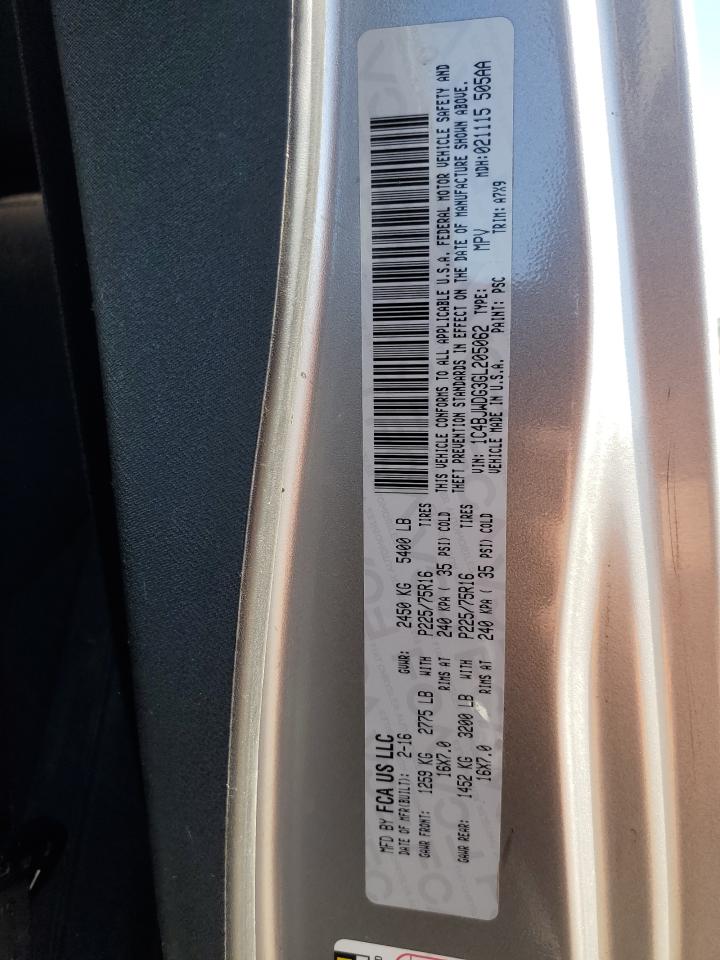 MFD BY FCA US LLC
DATE OF MFR(BUILT): 2-16 GVWR: 2450 KG 5400 LB
GAWR FRONT: 1259 KG 2775 LB WITH P225/75R16 TIRES
16X7.0 RIMS AT 240 KPA ( 35 PSI) COLD
GAWR REAR: 1452 KG 3200 LB WITH P225/75R16 TIRES
16X7.0 RIMS AT 240 KPA ( 35 PSI) COLD
THIS VEHICLE CONFORMS TO ALL APPLICABLE U.S.A. FEDERAL MOTOR VEHICLE SAFETY AND
THEFT PREVENTION STANDARDS IN EFFECT ON THE DATE OF MANUFACTURE SHOWN ABOVE.
VIN: 1C4BJWDG3GL205062 TYPE: MPV MDH:021115 505AA
VEHICLE MADE IN U.S.A. PAINT: PSC TRIM: A7X9